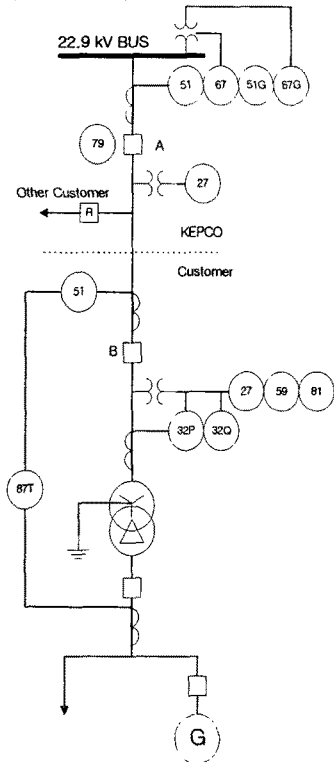 22.9 kV BUS
51 67 51G 67G
79 A
27
Other Customer
R
KEPCO
Customer
51
B
27 59 81
32P 32Q
87T
G